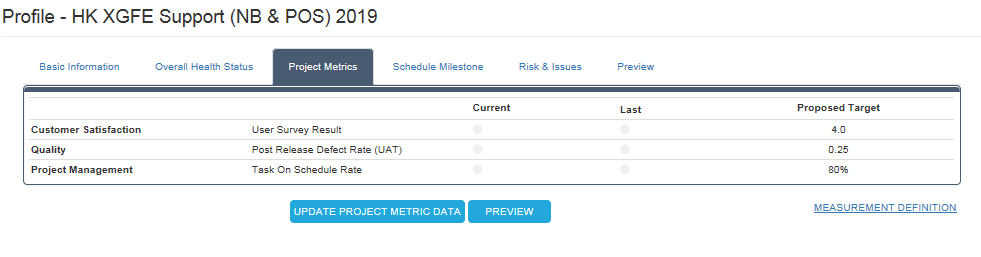 Profile - HK XGFE Support (NB & POS) 2019
Basic Information Overall Health Status Project Metrics Schedule Milestone Risk & Issues Preview
Current Last Proposed Target
Customer Satisfaction User Survey Result 4.0
Quality Post Release Defect Rate (UAT) 0.25
Project Management Task On Schedule Rate 80%
UPDATE PROJECT METRIC DATA PREVIEW MEASUREMENT DEFINITION